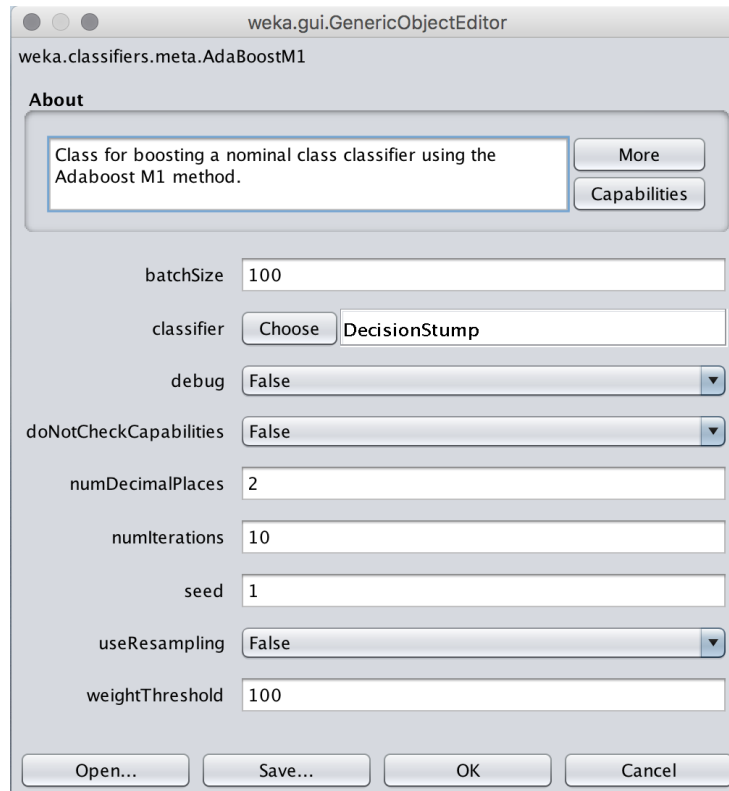 weka.gui.GenericObjectEditor
weka.classifiers.meta.AdaBoostM1
About
Class for boosting a nominal class classifier using the
Adaboost M1 method.
More
Capabilities
batchSize 100
classifier Choose DecisionStump
debug False
doNotCheckCapabilities False
numDecimalPlaces 2
numIterations 10
seed 1
useResampling False
weightThreshold 100
Open... Save... OK Cancel